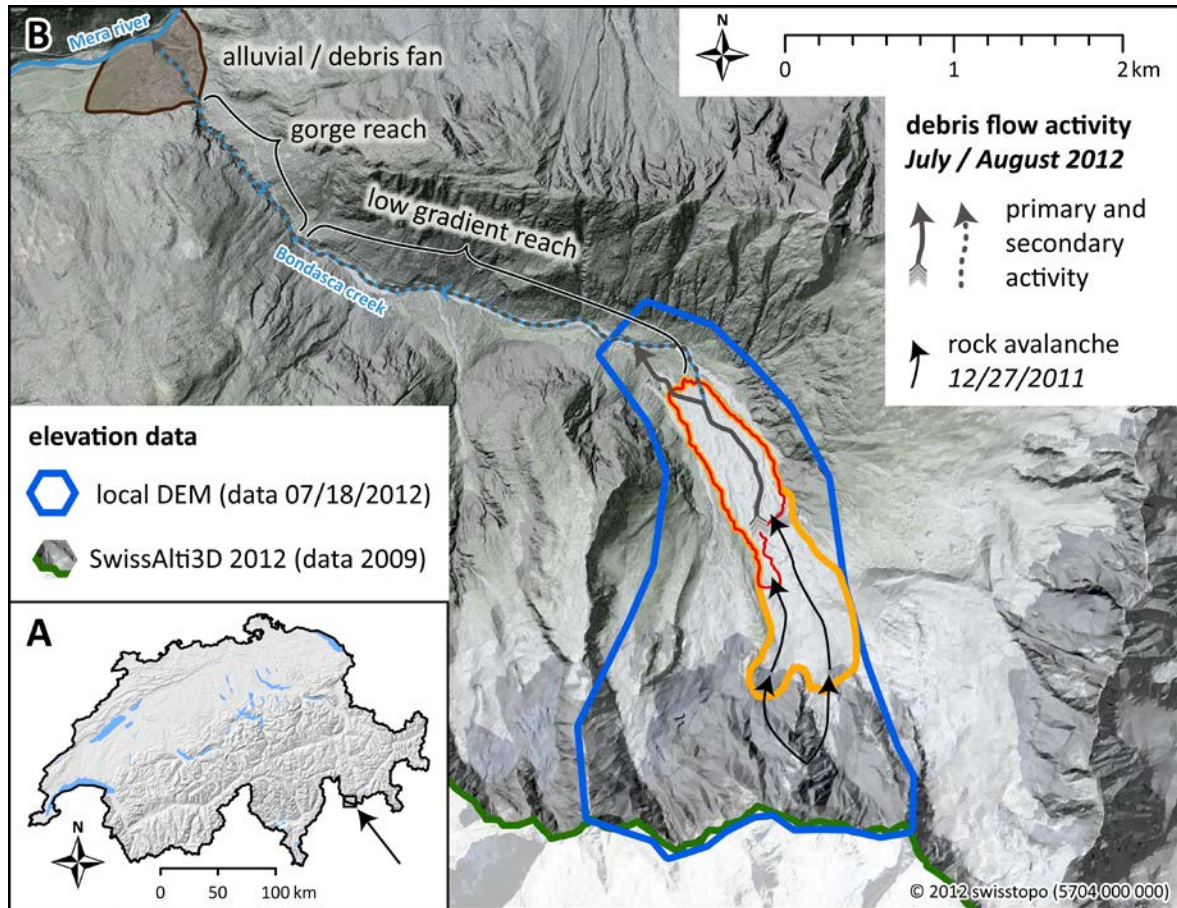 B
Mera river
alluvial / debris fan
gorge reach
low gradient reach
Bondasca creek
N
0 1 2 km
debris flow activity
July / August 2012
primary and
secondary
activity
rock avalanche
12/27/2011
elevation data
local DEM (data 07/18/2012)
SwissAlti3D 2012 (data 2009)
A
N
0 50 100 km
© 2012 swisstopo (5704 000 000)